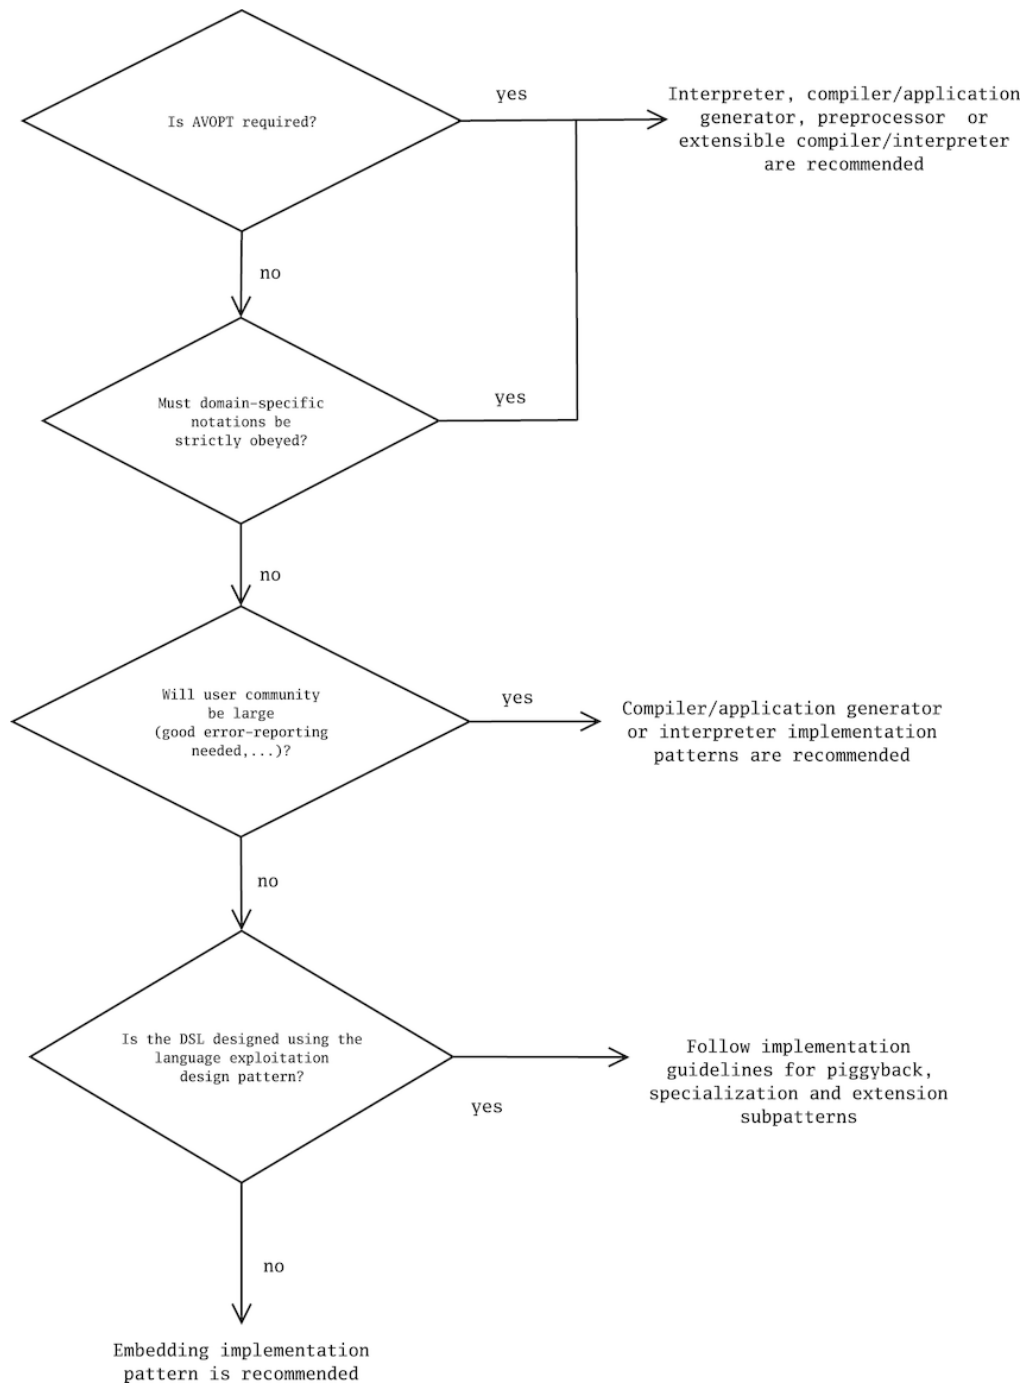 Is AVOPT required?
yes
Interpreter, compiler/application
generator, preprocessor or
extensible compiler/interpreter
are recommended
no
Must domain-specific
notations be
strictly obeyed?
yes
no
Will user community
be large
(good error-reporting
needed,...)?
yes
Compiler/application generator
or interpreter implementation
patterns are recommended
no
Is the DSL designed using the
language exploitation
design pattern?
yes
Follow implementation
guidelines for piggyback,
specialization and extension
subpatterns
no
Embedding implementation
pattern is recommended